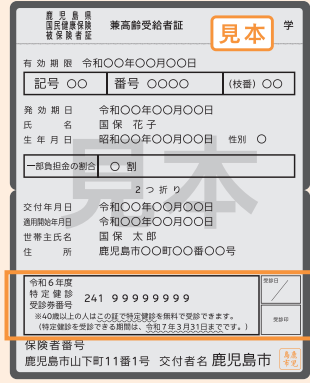 鹿児島県
国民健康保険
被保険者証
兼高齢受給者証
見本
学
有効期限 令和〇〇年〇〇月〇〇日
記号 〇〇 番号 〇〇〇〇 (枝番) 〇〇
発効期日 令和〇〇年〇〇月〇〇日
氏名 国保 花子
生年月日 昭和〇〇年〇〇月〇〇日 性別 〇
一部負担金の割合 〇 割
見本
2つ折り
交付年月日 令和〇〇年〇〇月〇〇日
適用開始年月日 令和〇〇年〇〇月〇〇日
世帯主氏名 国保 太郎
住所 鹿児島市〇〇町〇〇番〇〇号
令和6年度
特定健診
受診券番号
241 99999999
受診日
※40歳以上の人はこの証で特定健診を無料で受診できます。
(特定健診を受診できる期間は、令和7年3月31日までです。)
受診印
保険者番号
鹿児島市山下町11番1号 交付者名 鹿児島市